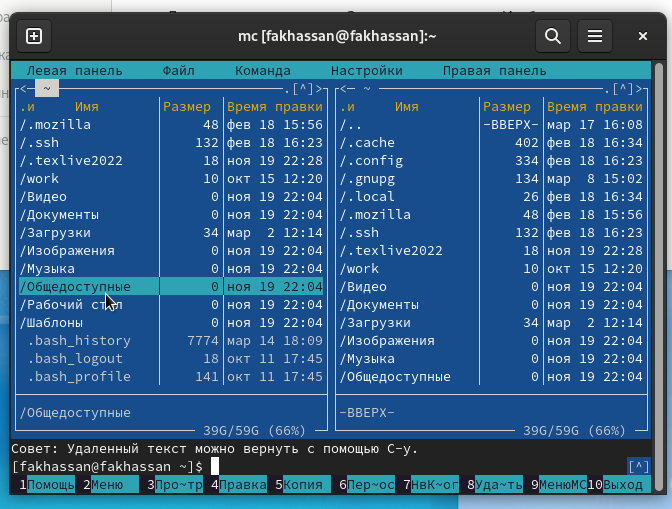 mc [fakhassan@fakhassan]:~
Левая панель Файл Команда Настройки Правая панель
<─ ~ .[^]> <─ ~ .[^]>
.и Имя Размер Время правки .и Имя Размер Время правки
/.mozilla 48 фев 18 15:56 /.. -ВВЕРХ- мар 17 16:08
/.ssh 132 фев 18 16:23 /.cache 402 фев 18 16:34
/.texlive2022 18 ноя 19 22:28 /.config 334 фев 18 16:34
/work 10 окт 15 12:20 /.gnupg 134 мар 8 15:02
/Видео 0 ноя 19 22:04 /.local 26 фев 18 16:34
/Документы 0 ноя 19 22:04 /.mozilla 48 фев 18 15:56
/Загрузки 34 мар 2 12:14 /.ssh 132 фев 18 16:23
/Изображения 0 ноя 19 22:04 /.texlive2022 18 ноя 19 22:28
/Музыка 0 ноя 19 22:04 /work 10 окт 15 12:20
/Общедоступные 0 ноя 19 22:04 /Видео 0 ноя 19 22:04
/Рабочий стол 0 ноя 19 22:04 /Документы 0 ноя 19 22:04
/Шаблоны 0 ноя 19 22:04 /Загрузки 34 мар 2 12:14
.bash_history 7774 мар 14 18:09 /Изображения 0 ноя 19 22:04
.bash_logout 18 окт 11 17:45 /Музыка 0 ноя 19 22:04
.bash_profile 141 окт 11 17:45 /Общедоступные 0 ноя 19 22:04
/Общедоступные -ВВЕРХ-
39G/59G (66%) 39G/59G (66%)
Совет: Удаленный текст можно вернуть с помощью C-y.
[fakhassan@fakhassan ~]$ [^]
1Помощь 2Меню 3Про~тр 4Правка 5Копия 6Пер~ос 7НвК~ог 8Уда~ть 9МенюMC 10Выход